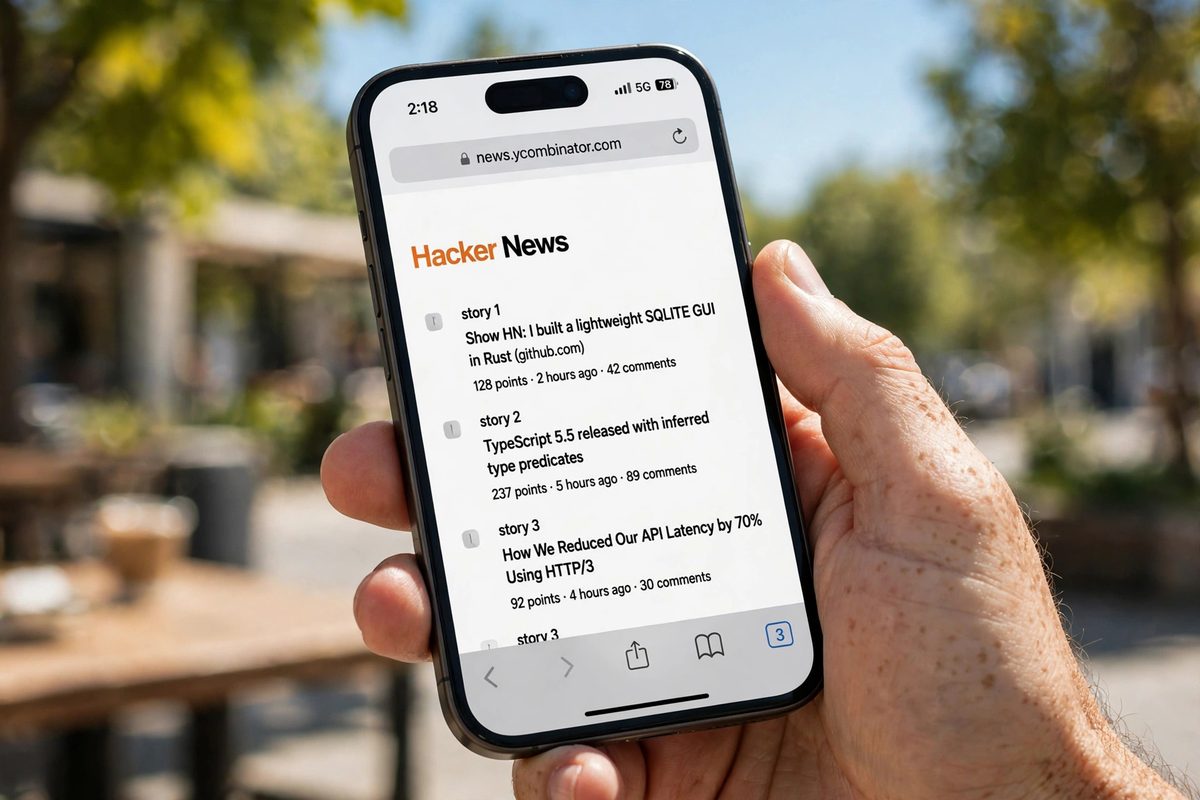 2:18
5G 78
news.ycombinator.com
Hacker News
story 1
Show HN: I built a lightweight SQLITE GUI
in Rust (github.com)
128 points · 2 hours ago · 42 comments
story 2
TypeScript 5.5 released with inferred
type predicates
237 points · 5 hours ago · 89 comments
story 3
How We Reduced Our API Latency by 70%
Using HTTP/3
92 points · 4 hours ago · 30 comments
story 3
3